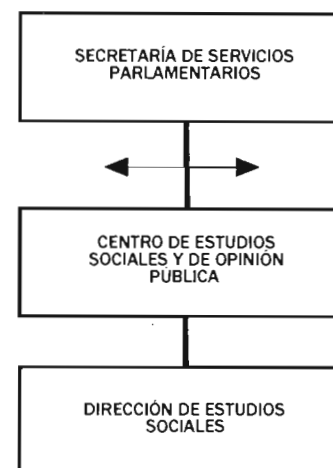 SECRETARÍA DE SERVICIOS
PARLAMENTARIOS
CENTRO DE ESTUDIOS
SOCIALES Y DE OPINIÓN
PÚBLICA
DIRECCIÓN DE ESTUDIOS
SOCIALES